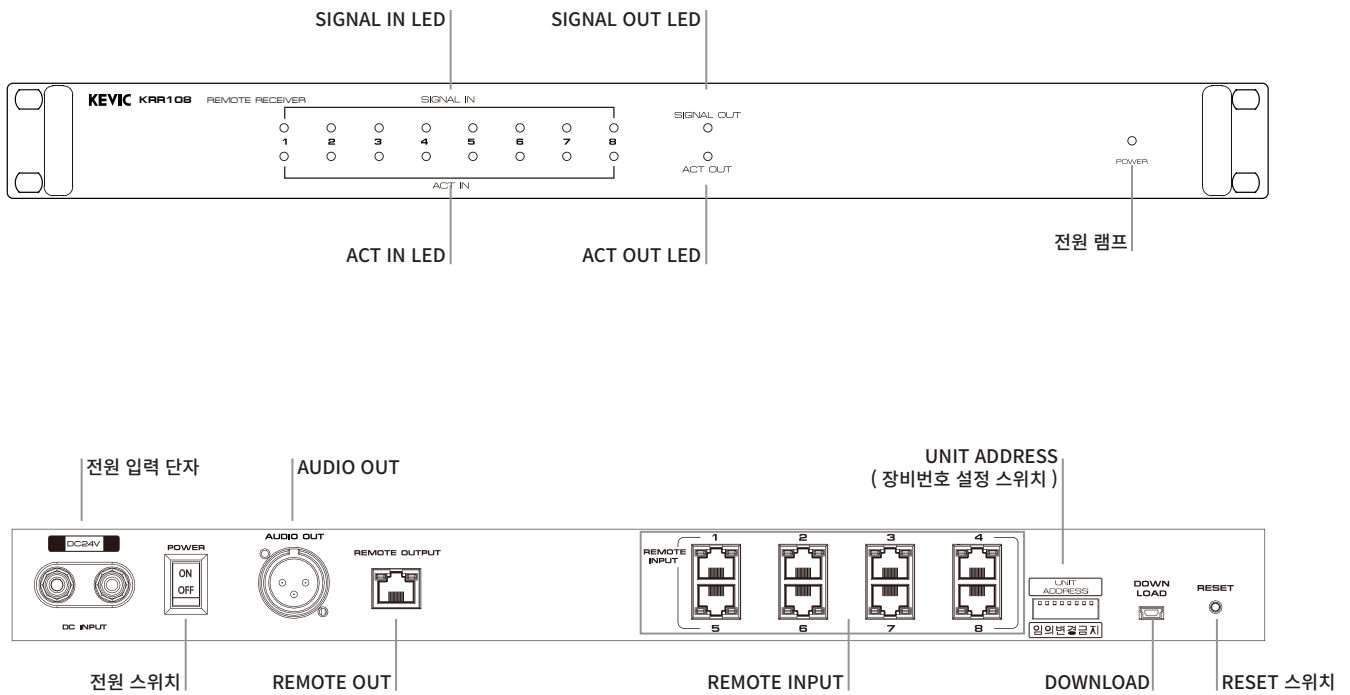 SIGNAL IN LED
SIGNAL OUT LED
KEVIC KRR108 REMOTE RECEIVER
SIGNAL IN
SIGNAL OUT
1 2 3 4 5 6 7 8
ACT IN
ACT OUT
POWER
ACT IN LED
ACT OUT LED
전원 램프
전원 입력 단자
AUDIO OUT
UNIT ADDRESS
( 장비번호 설정 스위치 )
DC24V
POWER
AUDIO OUT
REMOTE OUTPUT
REMOTE
INPUT
1 2 3 4
ON
OFF
UNIT
ADDRESS
DOWN
LOAD
RESET
DC INPUT
5 6 7 8
임의변경금지
전원 스위치
REMOTE OUT
REMOTE INPUT
DOWNLOAD
RESET 스위치